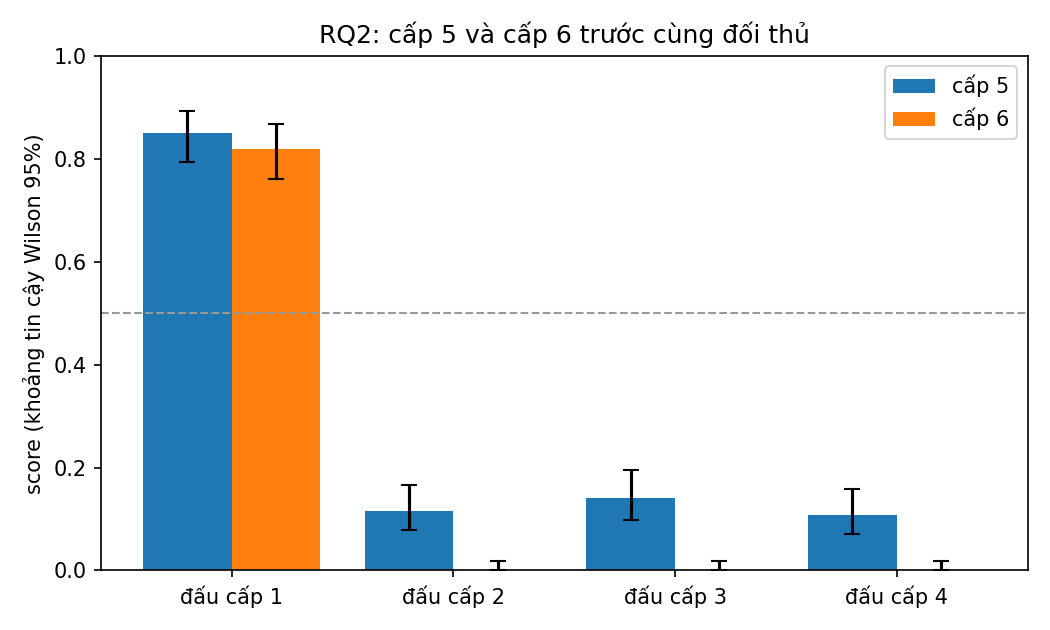 RQ2: cấp 5 và cấp 6 trước cùng đối thủ
score (khoảng tin cậy Wilson 95%)
1.0
0.8
0.6
0.4
0.2
0.0
cấp 5
cấp 6
đấu cấp 1
đấu cấp 2
đấu cấp 3
đấu cấp 4